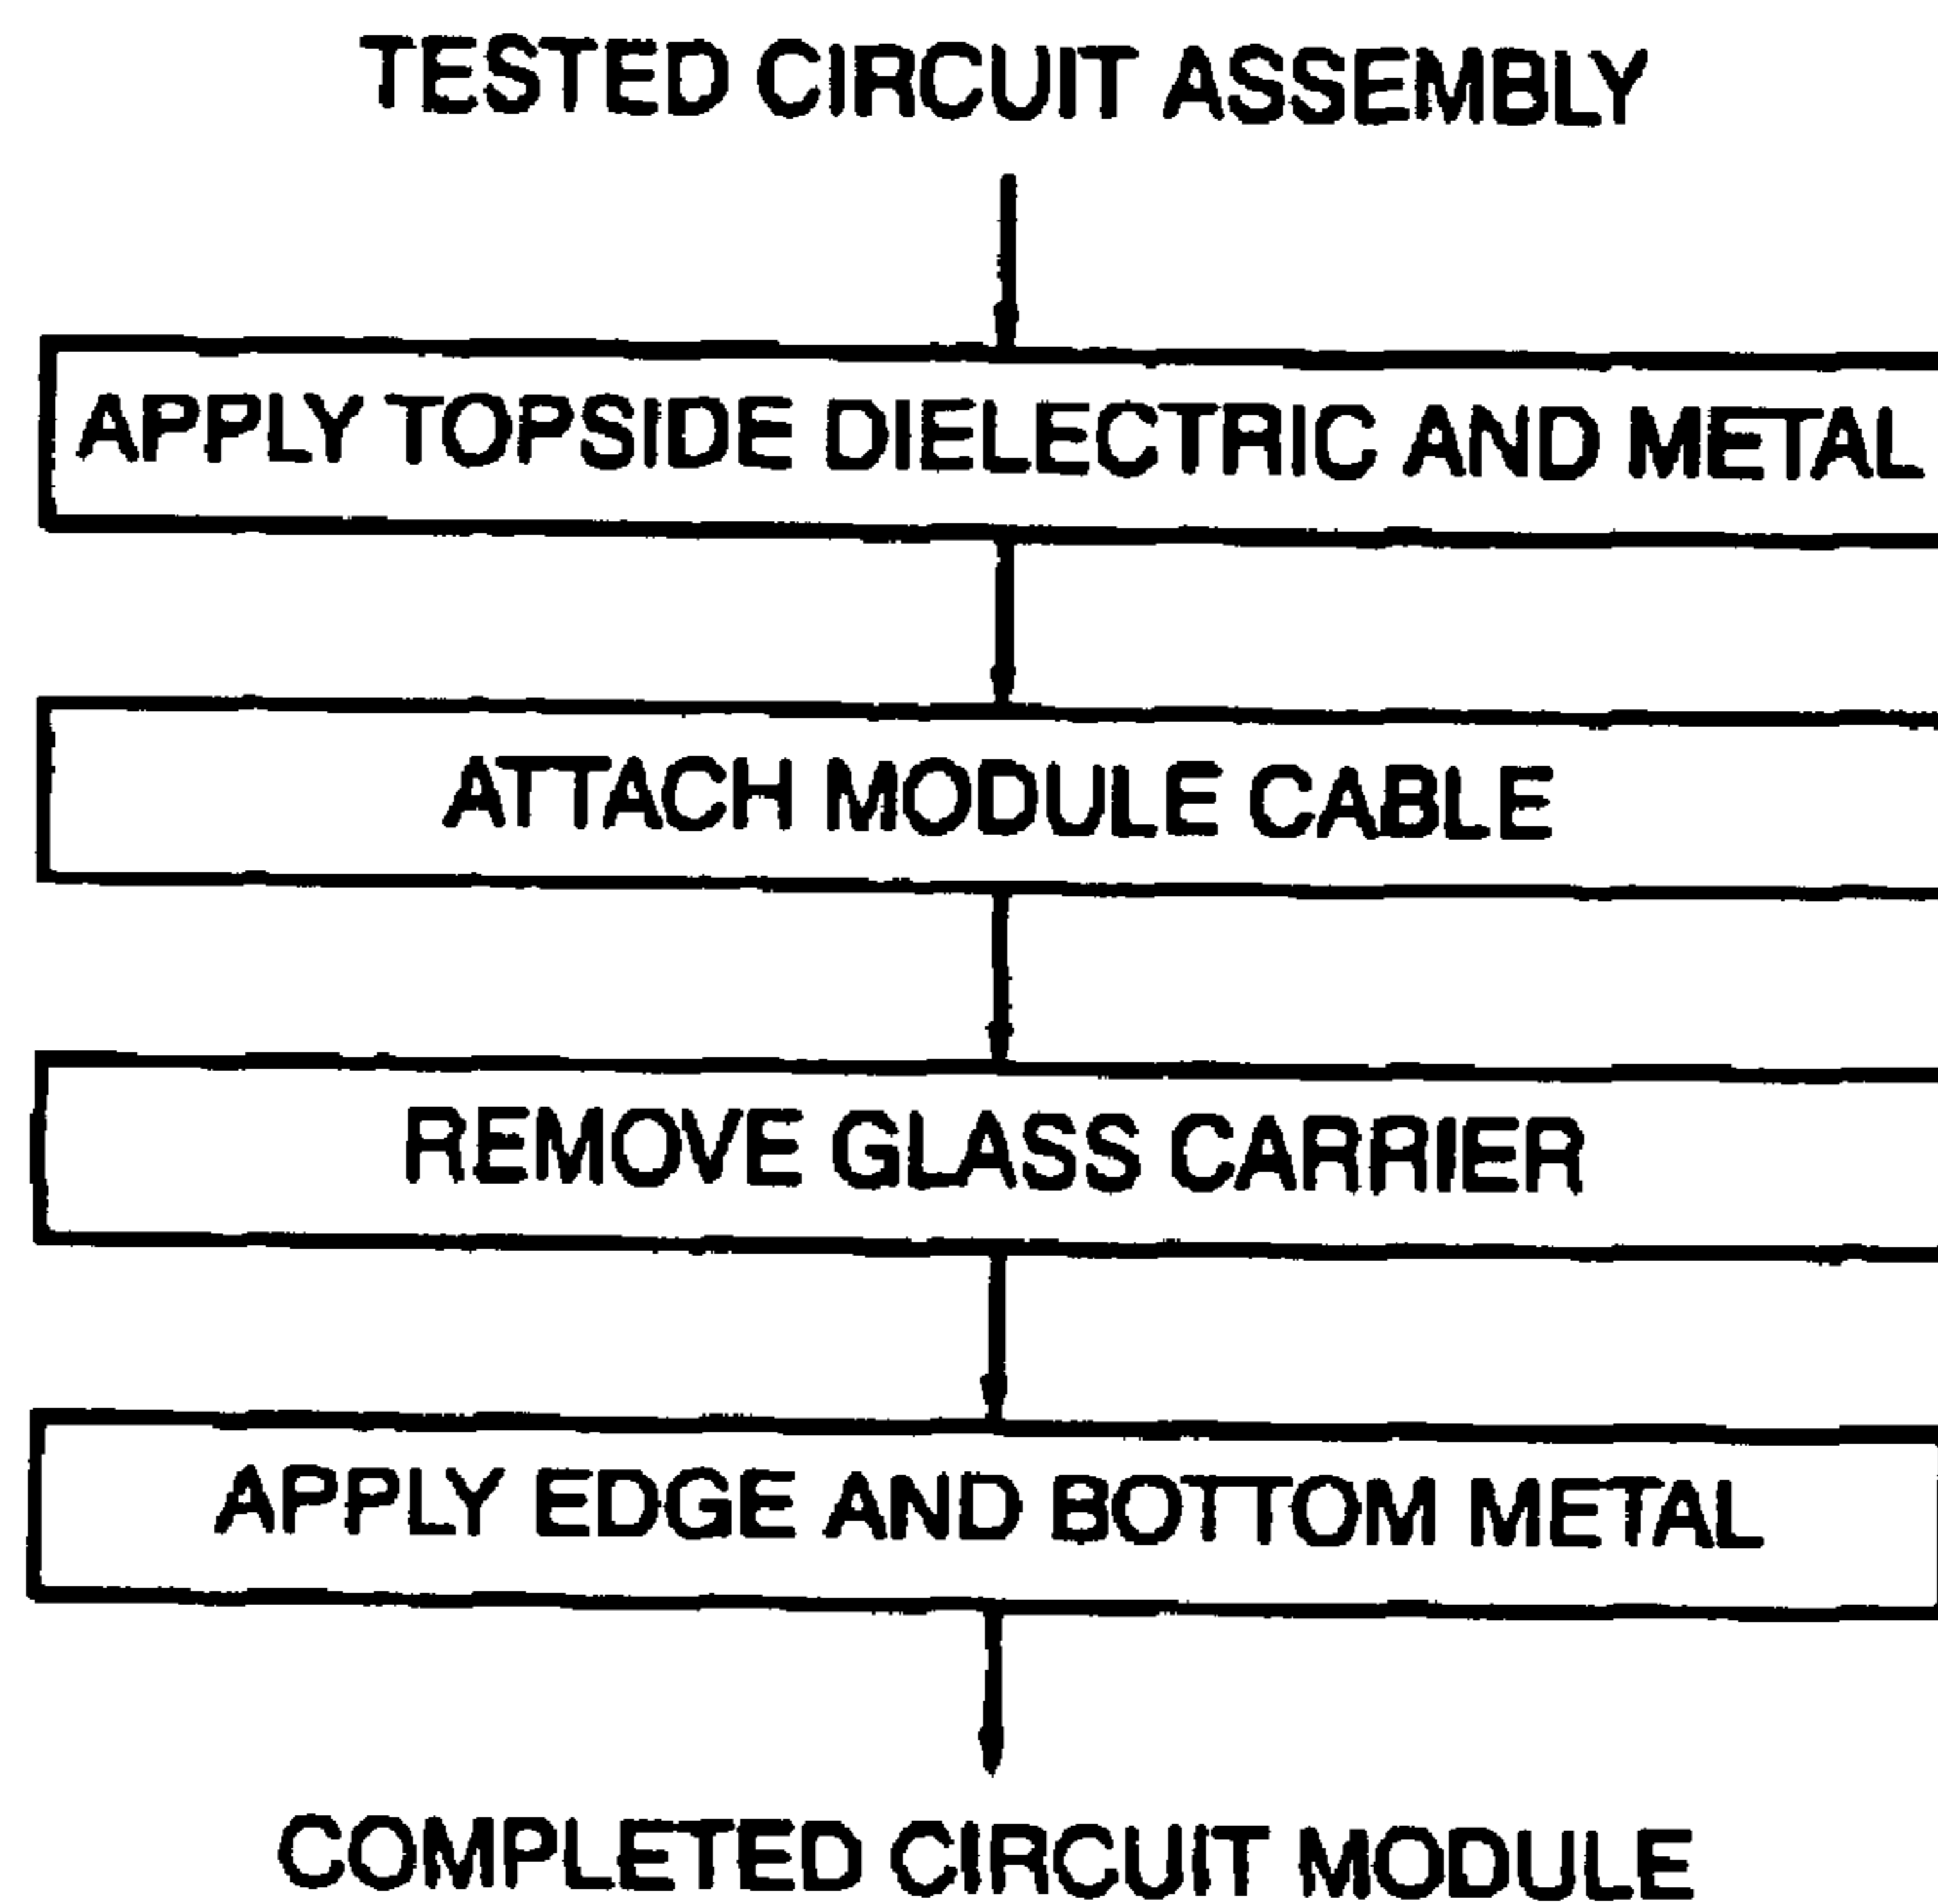 TESTED CIRCUIT ASSEMBLY
APPLY TOPSIDE DIELECTRIC AND METAL
ATTACH MODULE CABLE
REMOVE GLASS CARRIER
APPLY EDGE AND BOTTOM METAL
COMPLETED CIRCUIT MODULE